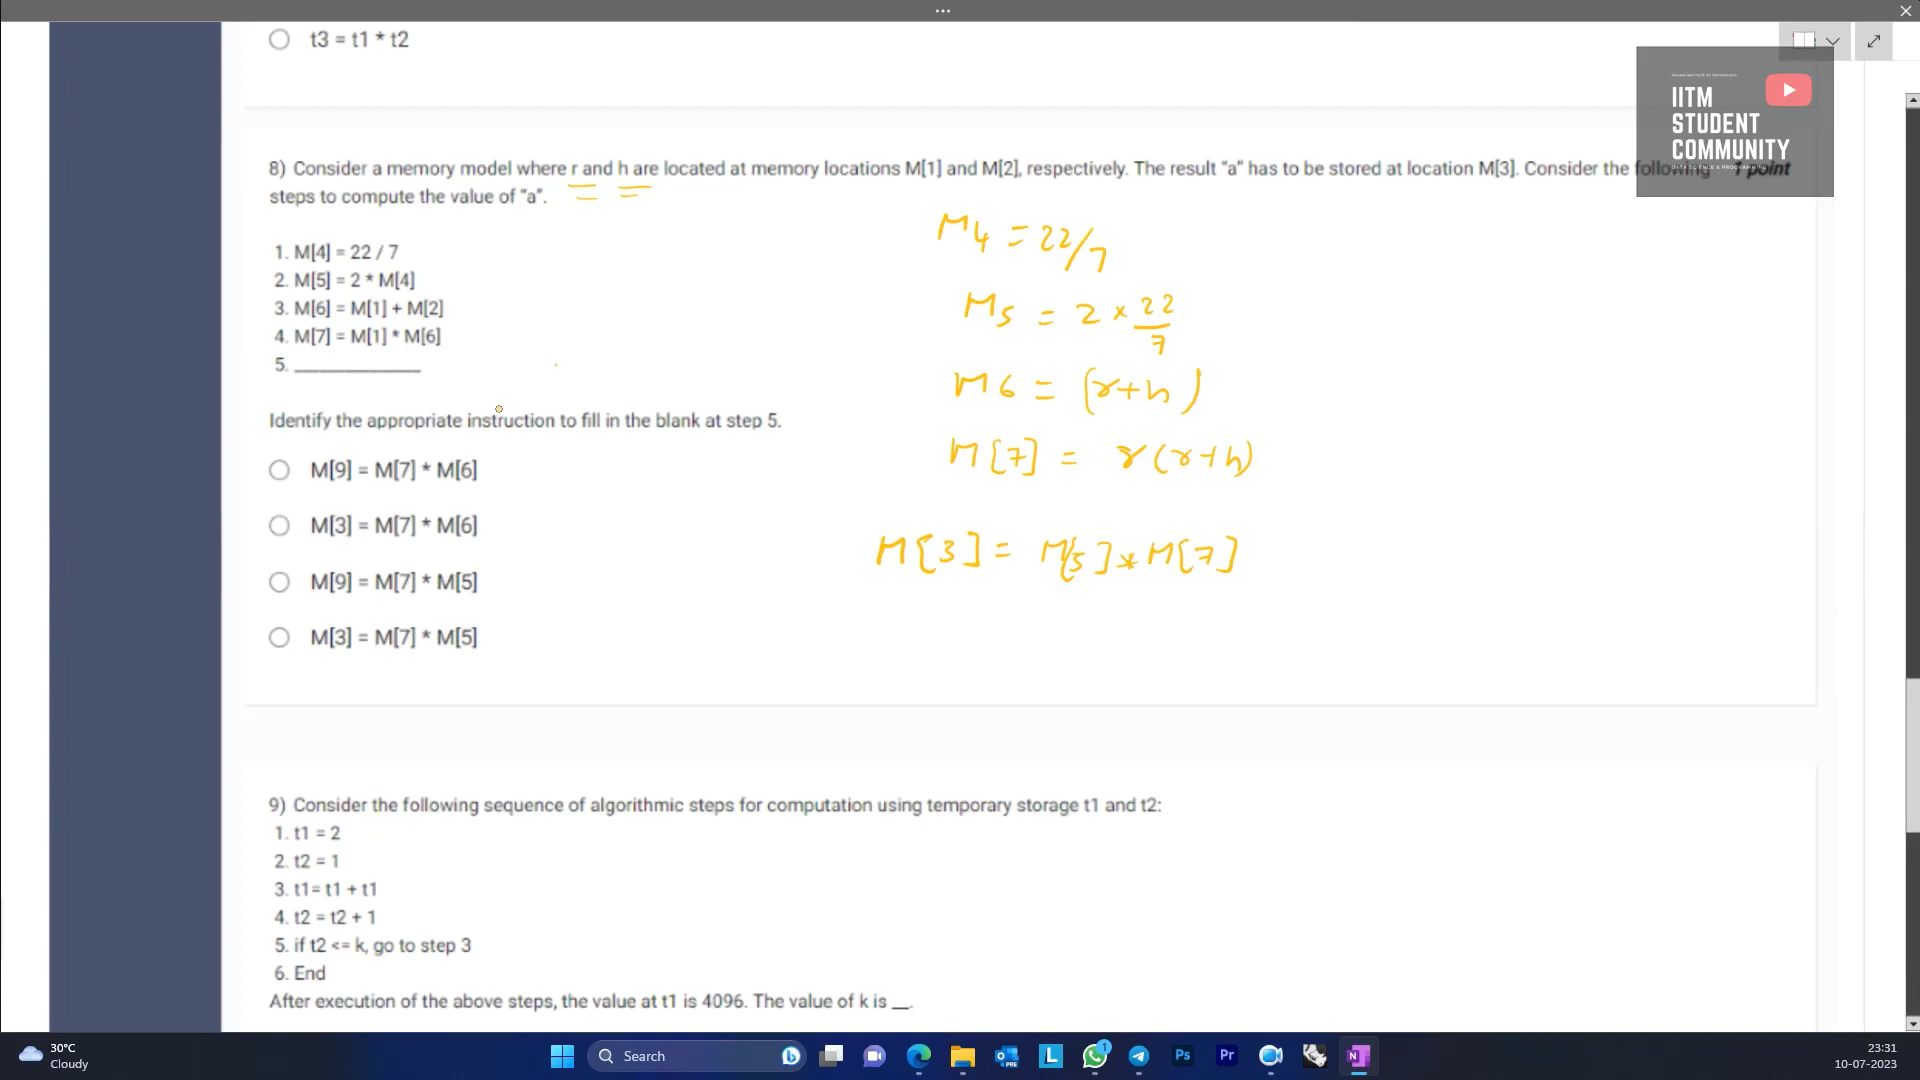 t3 = t1 * t2
IITM
STUDENT
COMMUNITY
8) Consider a memory model where r and h are located at memory locations M[1] and M[2], respectively. The result "a" has to be stored at location M[3]. Consider the following 1 point
steps to compute the value of "a".
1. M[4] = 22 / 7
2. M[5] = 2 * M[4]
3. M[6] = M[1] + M[2]
4. M[7] = M[1] * M[6]
5. ______________
M4 = 22/7
M5 = 2 × 22/7
M6 = (r+h)
M[7] = r(r+h)
M[3] = M[5] * M[7]
Identify the appropriate instruction to fill in the blank at step 5.
M[9] = M[7] * M[6]
M[3] = M[7] * M[6]
M[9] = M[7] * M[5]
M[3] = M[7] * M[5]
9) Consider the following sequence of algorithmic steps for computation using temporary storage t1 and t2:
1. t1 = 2
2. t2 = 1
3. t1= t1 + t1
4. t2 = t2 + 1
5. if t2 <= k, go to step 3
6. End
After execution of the above steps, the value at t1 is 4096. The value of k is __.
30°C
Cloudy
Search
PRE
L
1
Ps
Pr
N
23:31
10-07-2023